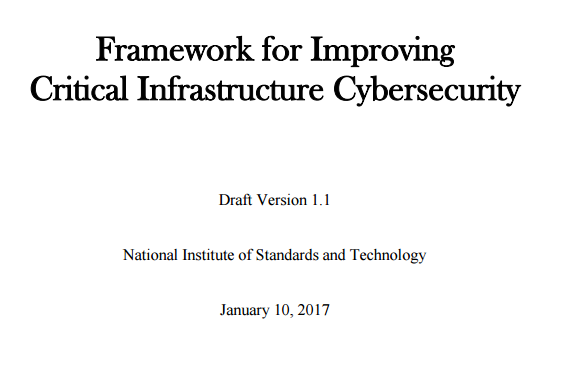 Framework for Improving
Critical Infrastructure Cybersecurity
Draft Version 1.1
National Institute of Standards and Technology
January 10, 2017